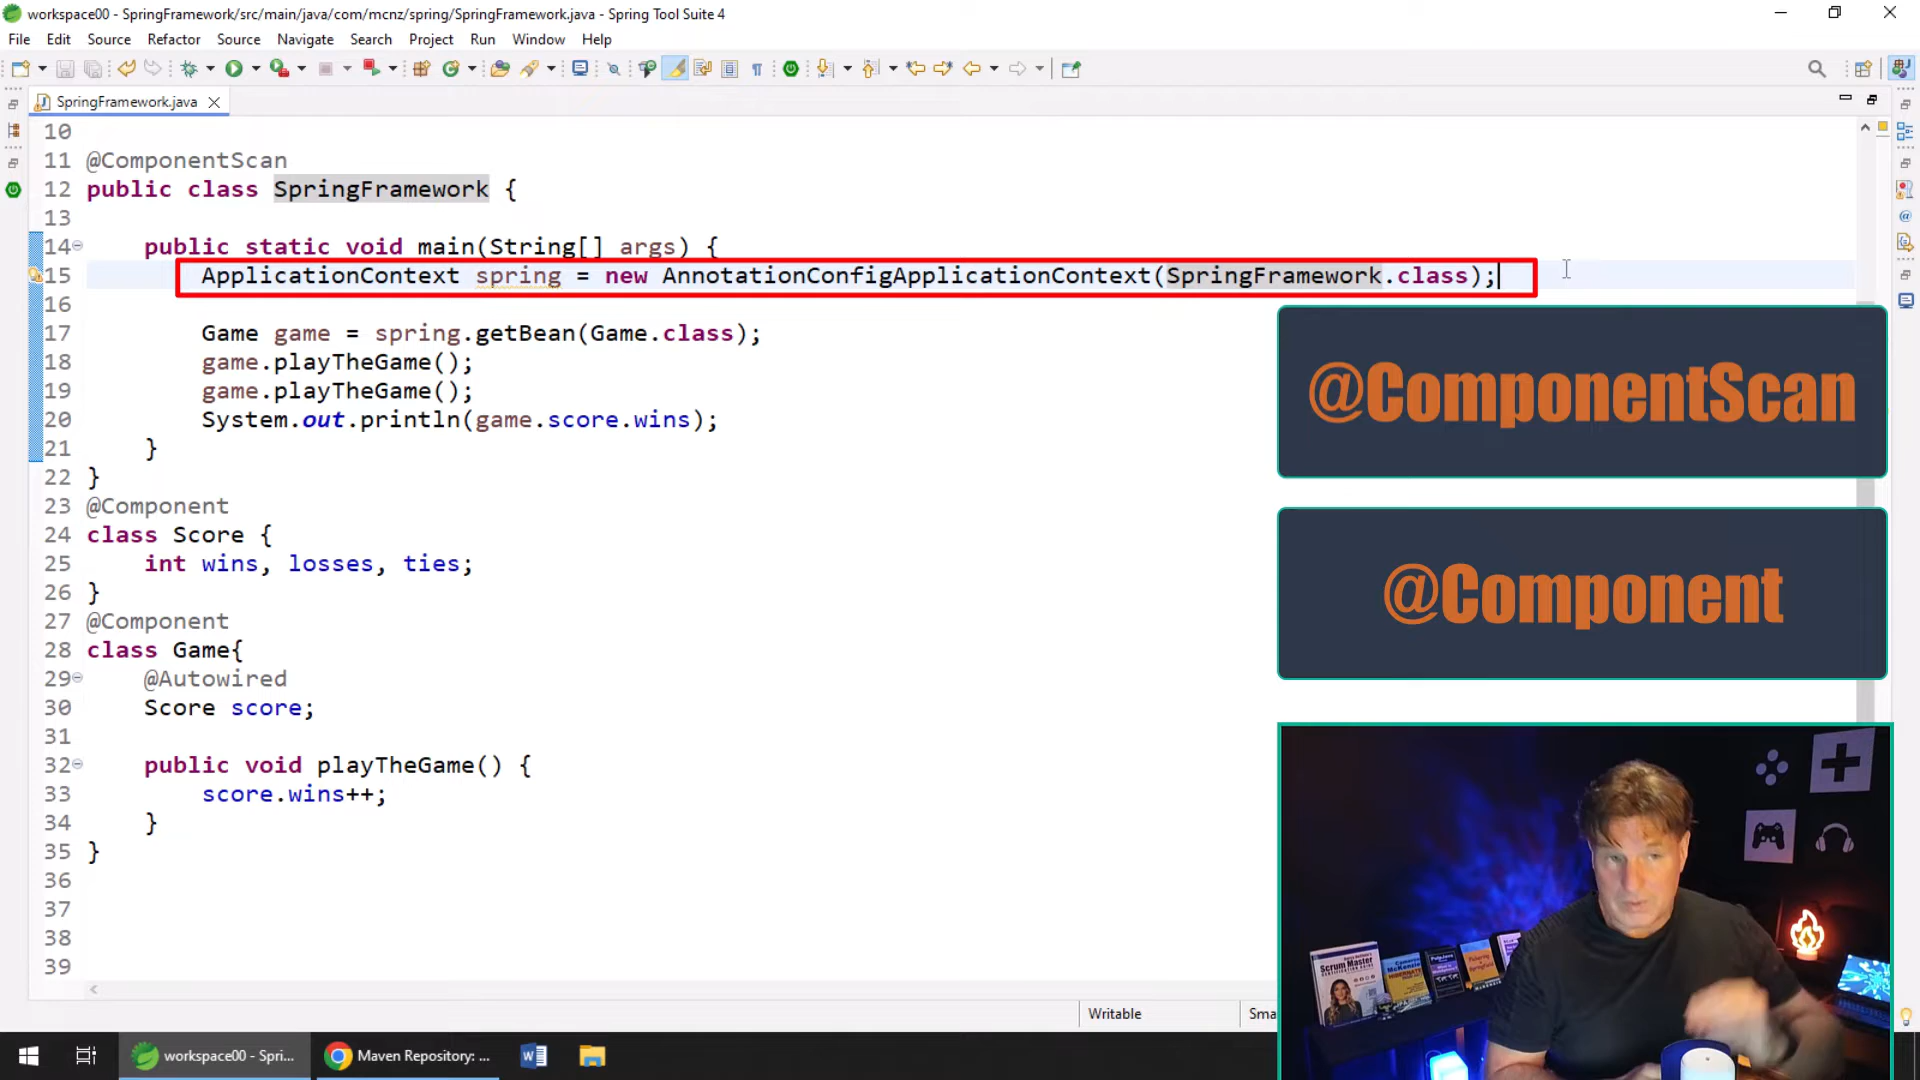 workspace00 - SpringFramework/src/main/java/com/mcnz/spring/SpringFramework.java - Spring Tool Suite 4
File Edit Source Refactor Source Navigate Search Project Run Window Help
SpringFramework.java
10
11 @ComponentScan
12 public class SpringFramework {
13
14 public static void main(String[] args) {
15 ApplicationContext spring = new AnnotationConfigApplicationContext(SpringFramework.class);
16
17 Game game = spring.getBean(Game.class);
18 game.playTheGame();
19 game.playTheGame();
20 System.out.println(game.score.wins);
21 }
22 }
23 @Component
24 class Score {
25 int wins, losses, ties;
26 }
27 @Component
28 class Game{
29 @Autowired
30 Score score;
31
32 public void playTheGame() {
33 score.wins++;
34 }
35 }
36
37
38
39
@ComponentScan
@Component
Scrum Master
HIBERNATE
Writable
Sma
workspace00 - Spri...
Maven Repository: ...